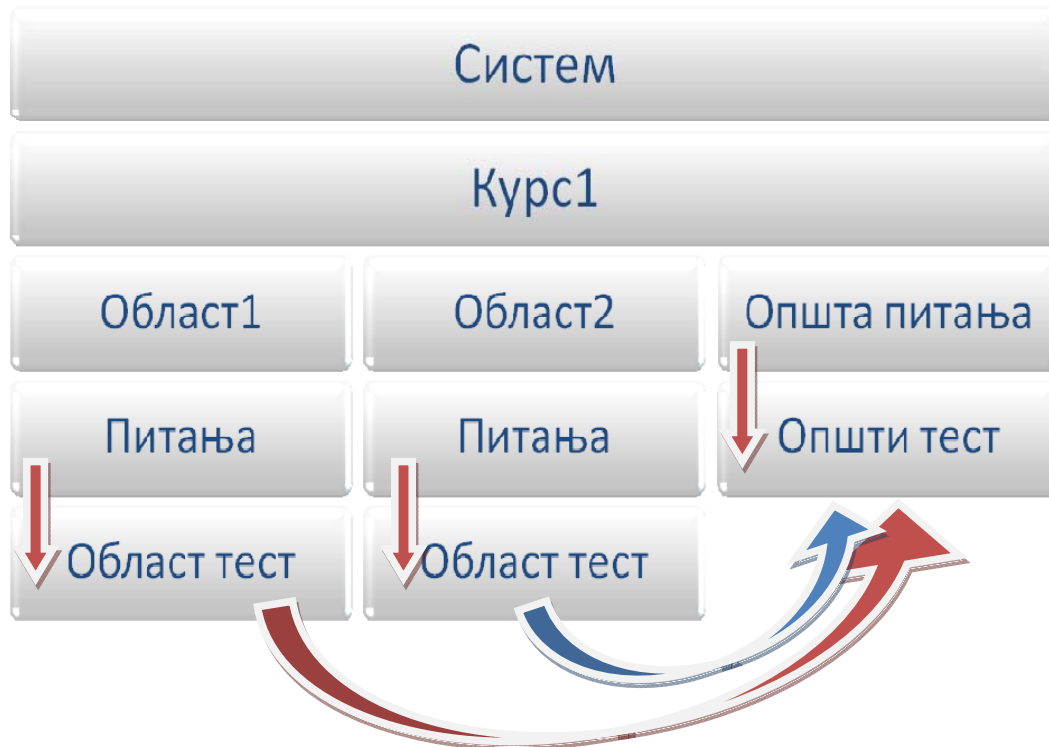 Систем
Курс1
Област1
Област2
Општа питања
Питања
Питања
Општи тест
Област тест
Област тест